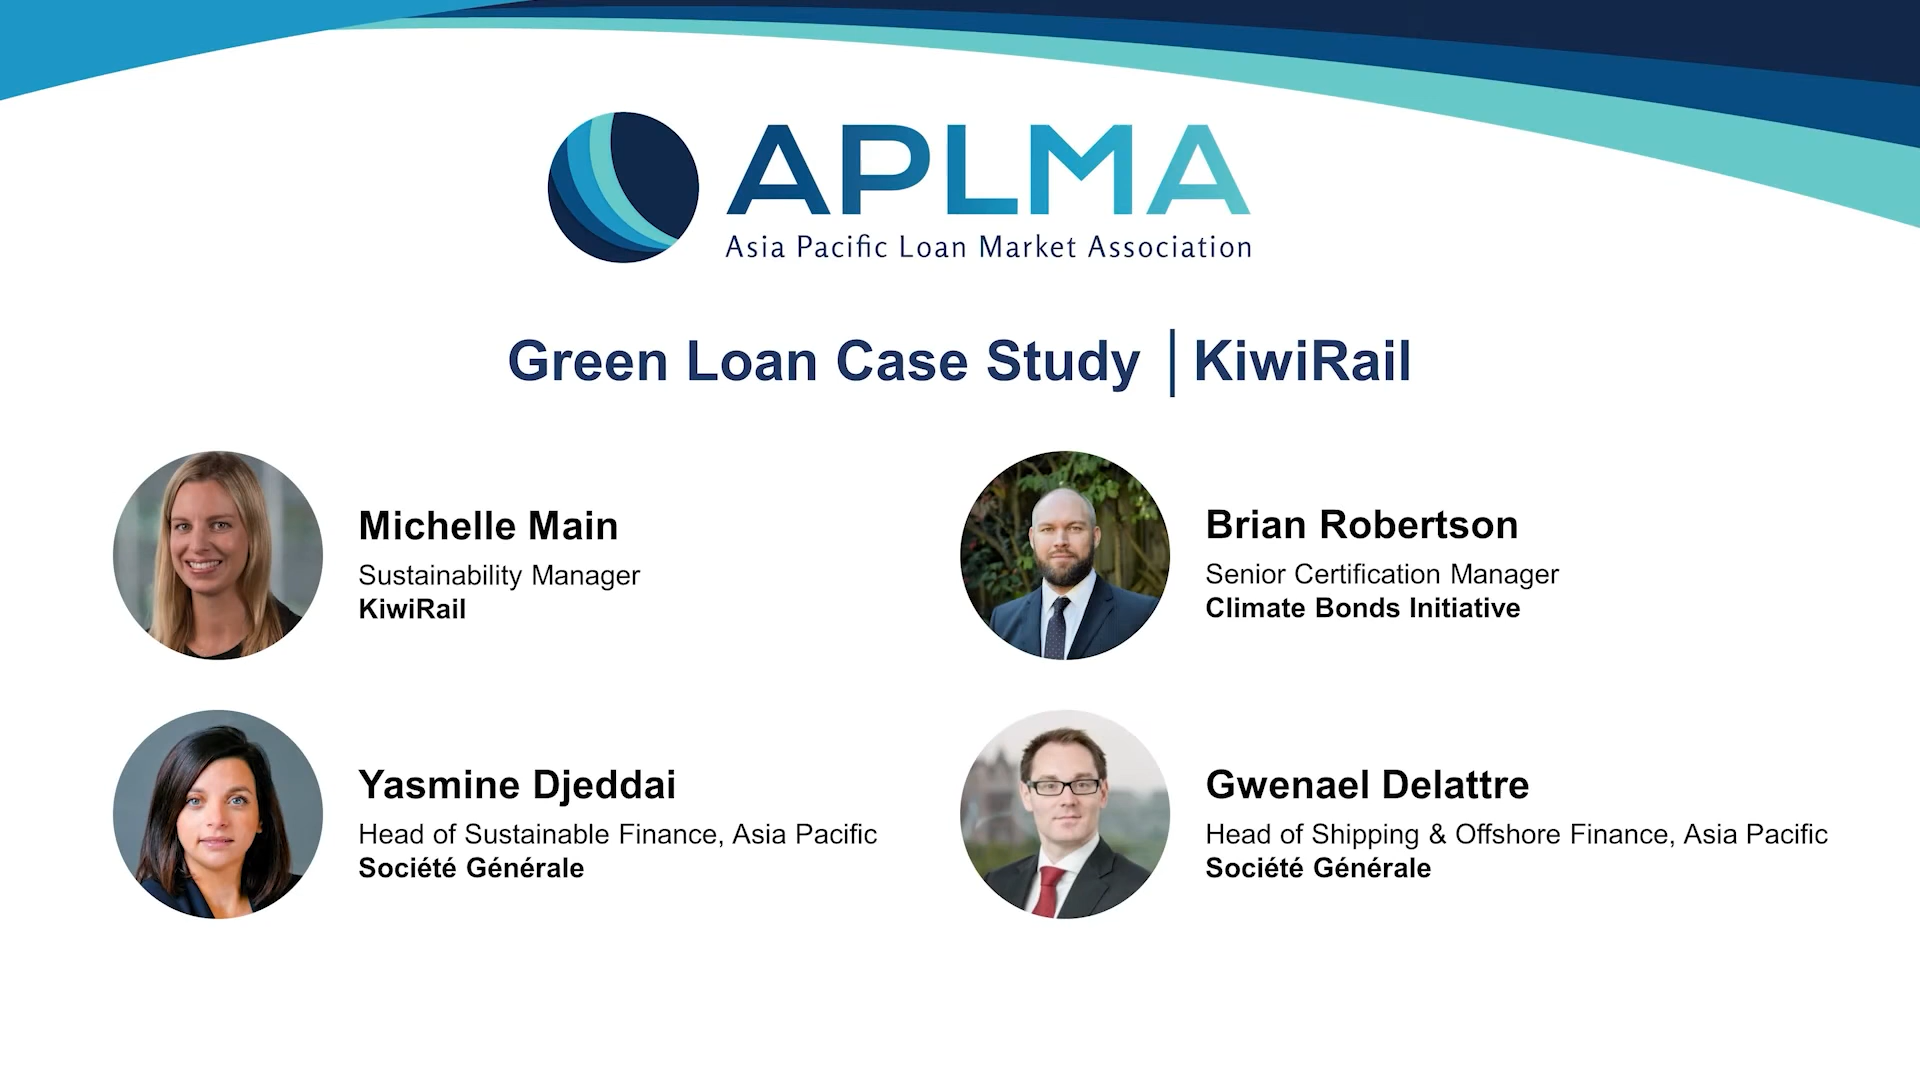 APLMA
Asia Pacific Loan Market Association
Green Loan Case Study | KiwiRail
Michelle Main
Sustainability Manager
KiwiRail
Brian Robertson
Senior Certification Manager
Climate Bonds Initiative
Yasmine Djeddai
Head of Sustainable Finance, Asia Pacific
Société Générale
Gwenael Delattre
Head of Shipping & Offshore Finance, Asia Pacific
Société Générale